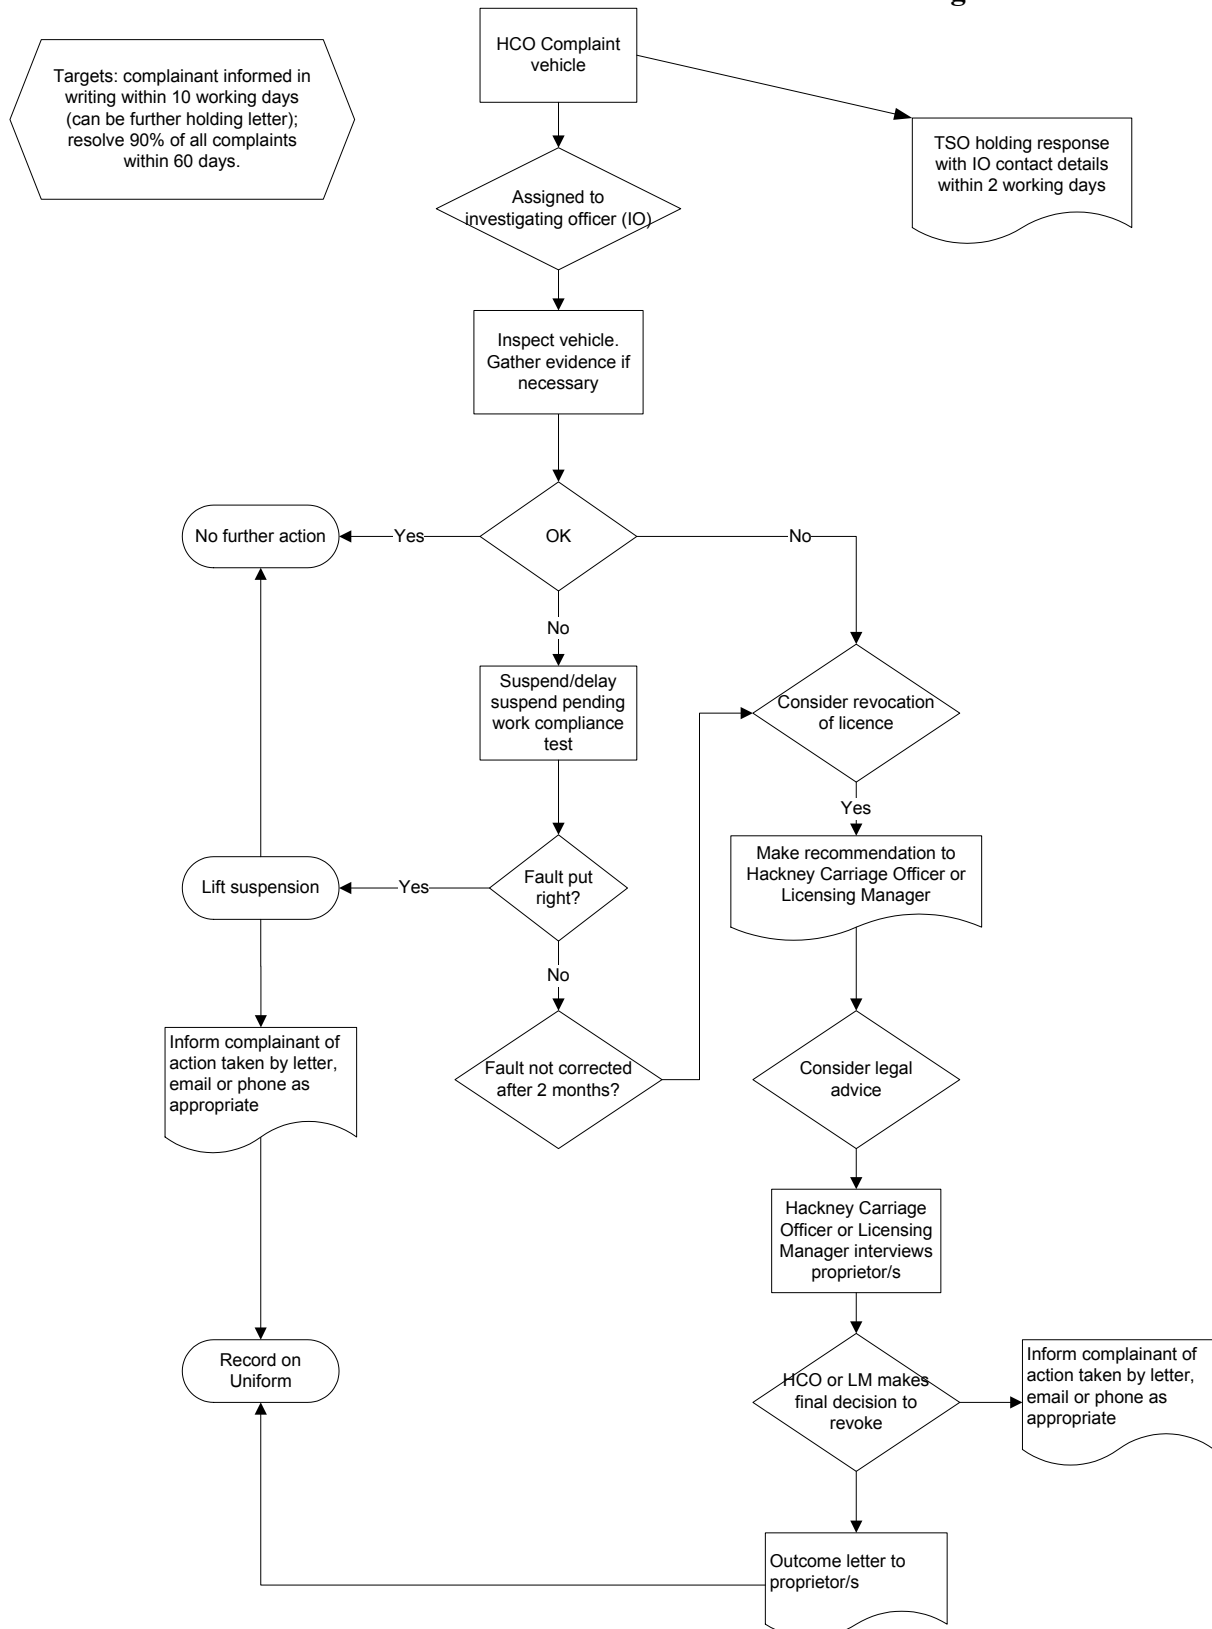 HCO Complaint
vehicle
Targets: complainant informed in
writing within 10 working days
(can be further holding letter);
resolve 90% of all complaints
within 60 days.
TSO holding response
with IO contact details
within 2 working days
Assigned to
investigating officer (IO)
Inspect vehicle.
Gather evidence if
necessary
No further action
Yes
OK
No
No
Suspend/delay
suspend pending
work compliance
test
Consider revocation
of licence
Yes
Make recommendation to
Hackney Carriage Officer or
Licensing Manager
Lift suspension
Yes
Fault put
right?
No
Inform complainant of
action taken by letter,
email or phone as
appropriate
Fault not corrected
after 2 months?
Consider legal
advice
Hackney Carriage
Officer or Licensing
Manager interviews
proprietor/s
Record on
Uniform
HCO or LM makes
final decision to
revoke
Inform complainant of
action taken by letter,
email or phone as
appropriate
Outcome letter to
proprietor/s